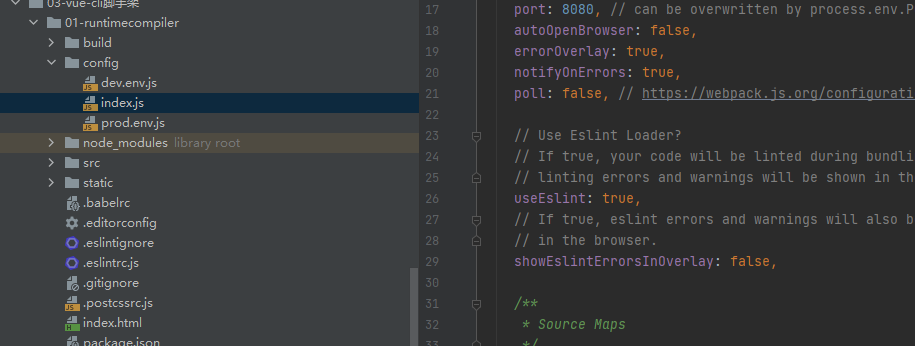 03-vue-cli脚手架
01-runtimecompiler
build
config
dev.env.js
index.js
prod.env.js
node_modules library root
src
static
.babelrc
.editorconfig
.eslintignore
.eslintrc.js
.gitignore
.postcssrc.js
index.html
package.json
17 port: 8080, // can be overwritten by process.env.P
18 autoOpenBrowser: false,
19 errorOverlay: true,
20 notifyOnErrors: true,
21 poll: false, // https://webpack.js.org/configurati
22
23 // Use Eslint Loader?
24 // If true, your code will be linted during bundli
25 // linting errors and warnings will be shown in th
26 useEslint: true,
27 // If true, eslint errors and warnings will also b
28 // in the browser.
29 showEslintErrorsInOverlay: false,
30
31 /**
32 * Source Maps
33 */